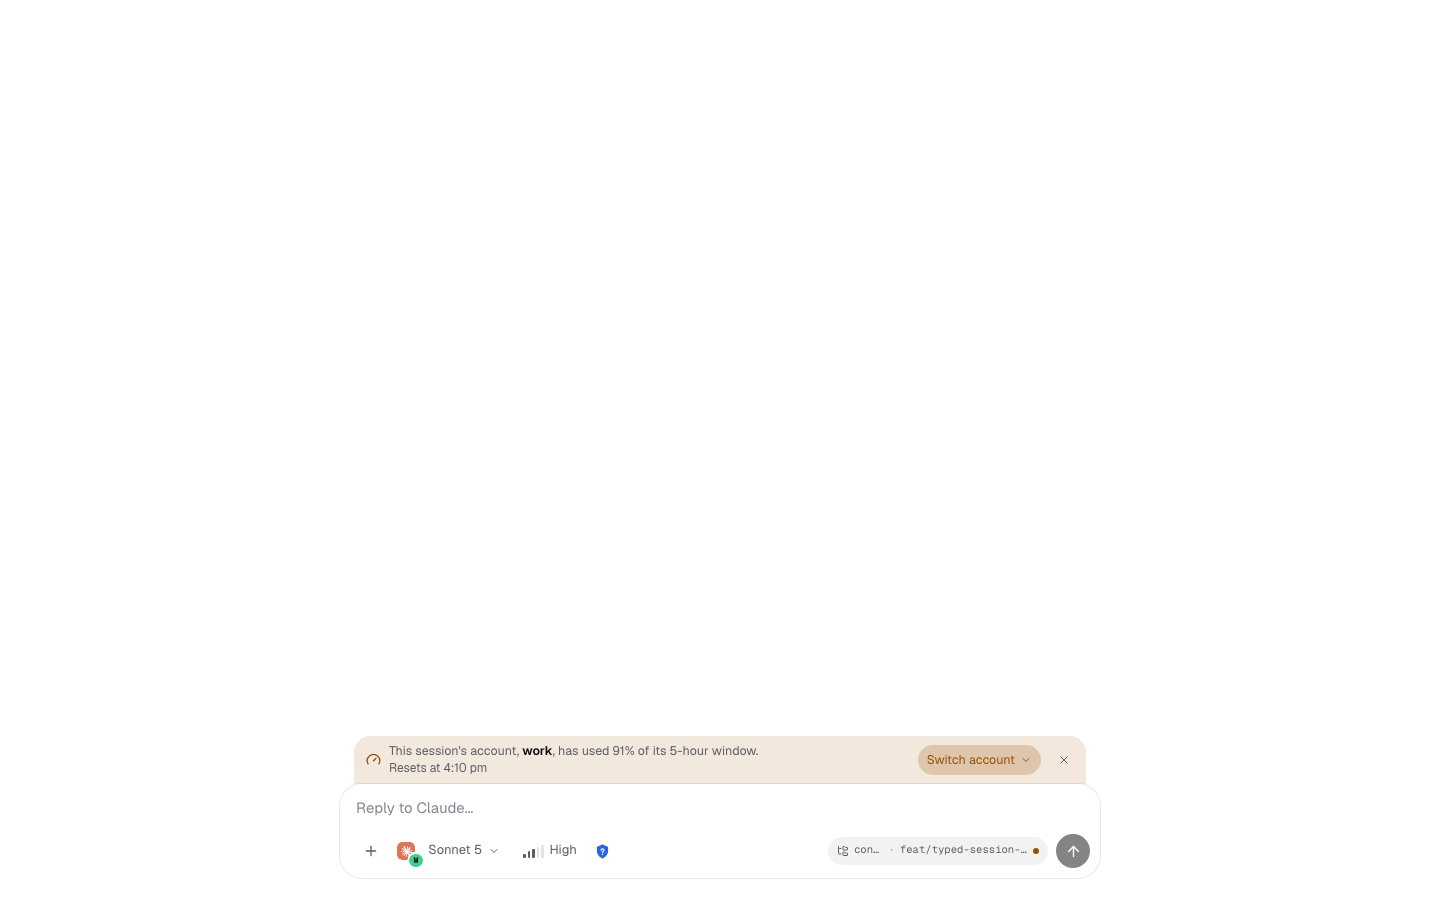 This session's account, work, has used 91% of its 5-hour window.
Resets at 4:10 pm
Switch account
Reply to Claude…
W
Sonnet 5
High
con… · feat/typed-session-…